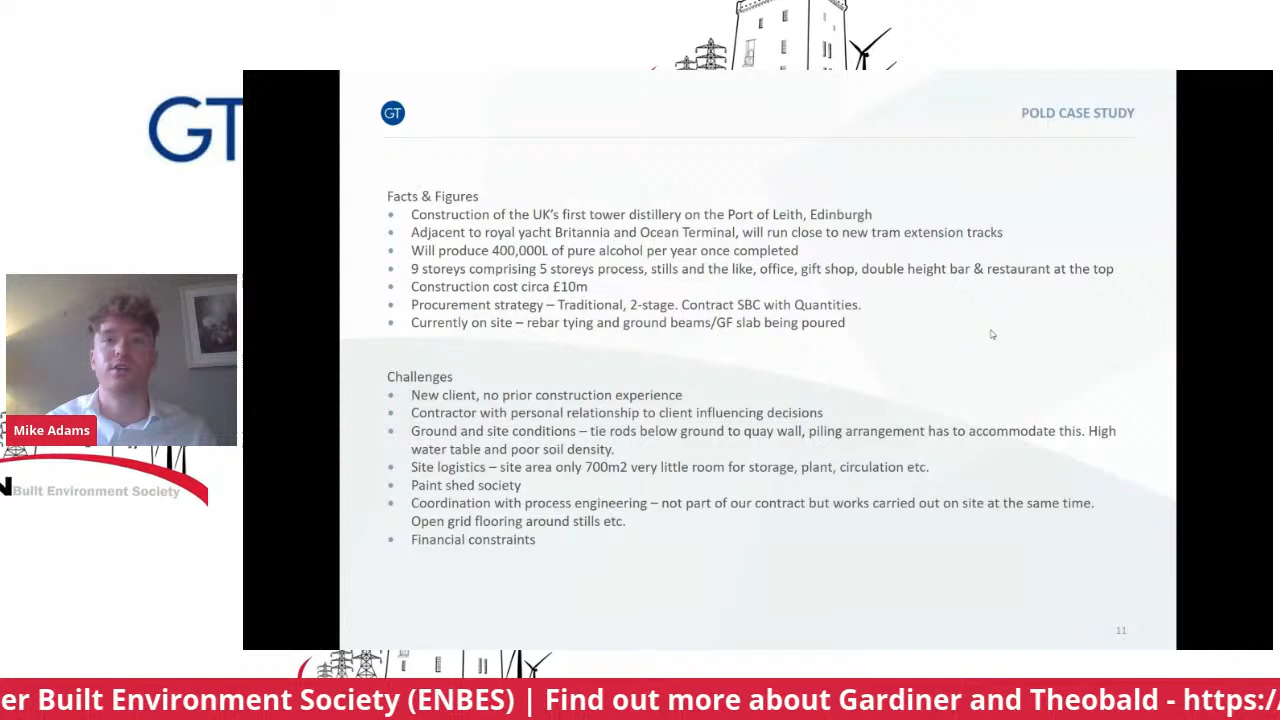 GT
GT
POLD CASE STUDY
Facts & Figures
• Construction of the UK's first tower distillery on the Port of Leith, Edinburgh
• Adjacent to royal yacht Britannia and Ocean Terminal, will run close to new tram extension tracks
• Will produce 400,000L of pure alcohol per year once completed
• 9 storeys comprising 5 storeys process, stills and the like, office, gift shop, double height bar & restaurant at the top
• Construction cost circa £10m
• Procurement strategy – Traditional, 2-stage. Contract SBC with Quantities.
• Currently on site – rebar tying and ground beams/GF slab being poured
Challenges
• New client, no prior construction experience
• Contractor with personal relationship to client influencing decisions
• Ground and site conditions – tie rods below ground to quay wall, piling arrangement has to accommodate this. High
water table and poor soil density.
• Site logistics – site area only 700m2 very little room for storage, plant, circulation etc.
• Paint shed society
• Coordination with process engineering – not part of our contract but works carried out on site at the same time.
Open grid flooring around stills etc.
• Financial constraints
11
Mike Adams
N Built Environment Society
er Built Environment Society (ENBES) | Find out more about Gardiner and Theobald - https:/